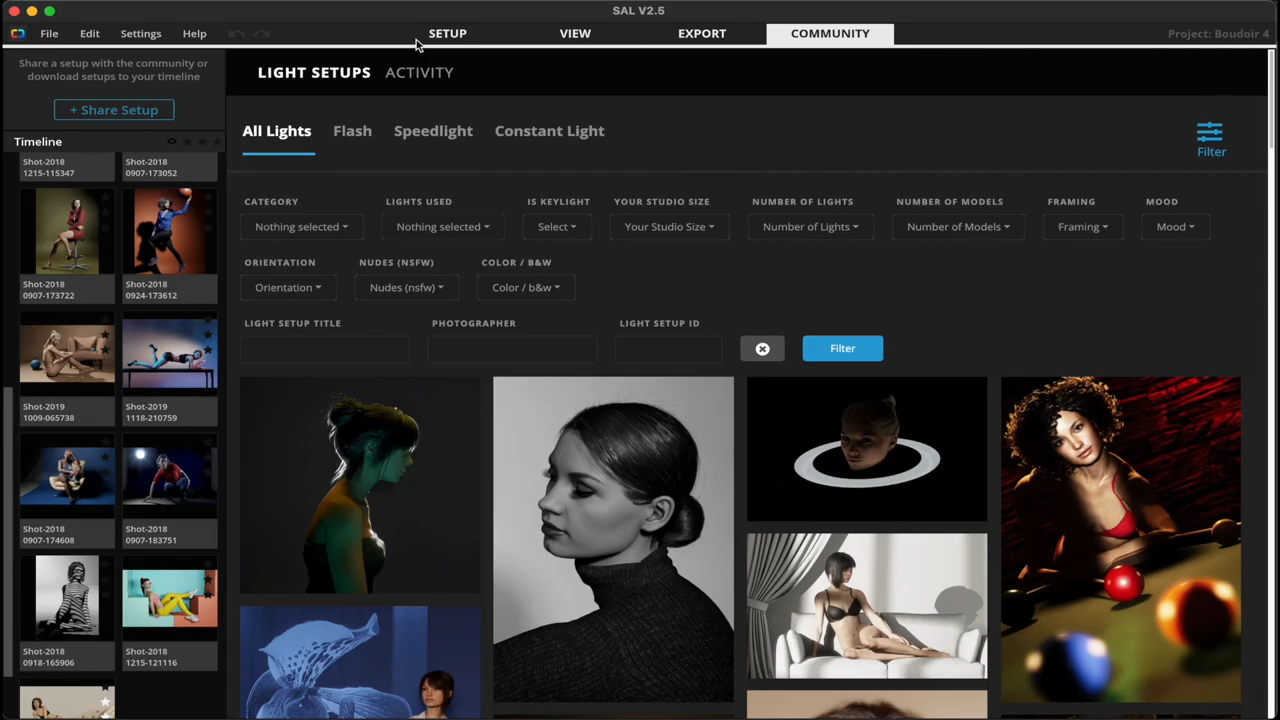 SAL V2.5
File Edit Settings Help
SETUP VIEW EXPORT COMMUNITY
Project: Boudoir 4
Share a setup with the community or
download setups to your timeline
+ Share Setup
Timeline
Shot-2018
1215-115347
Shot-2018
0907-173052
Shot-2018
0907-173722
Shot-2018
0924-173612
Shot-2019
1009-065738
Shot-2019
1118-210759
Shot-2018
0907-174608
Shot-2018
0907-183751
Shot-2018
0918-165906
Shot-2018
1215-121116
LIGHT SETUPS ACTIVITY
All Lights Flash Speedlight Constant Light
Filter
CATEGORY LIGHTS USED IS KEYLIGHT YOUR STUDIO SIZE NUMBER OF LIGHTS NUMBER OF MODELS FRAMING MOOD
Nothing selected Nothing selected Select Your Studio Size Number of Lights Number of Models Framing Mood
ORIENTATION NUDES (NSFW) COLOR / B&W
Orientation Nudes (nsfw) Color / b&w
LIGHT SETUP TITLE PHOTOGRAPHER LIGHT SETUP ID
Filter